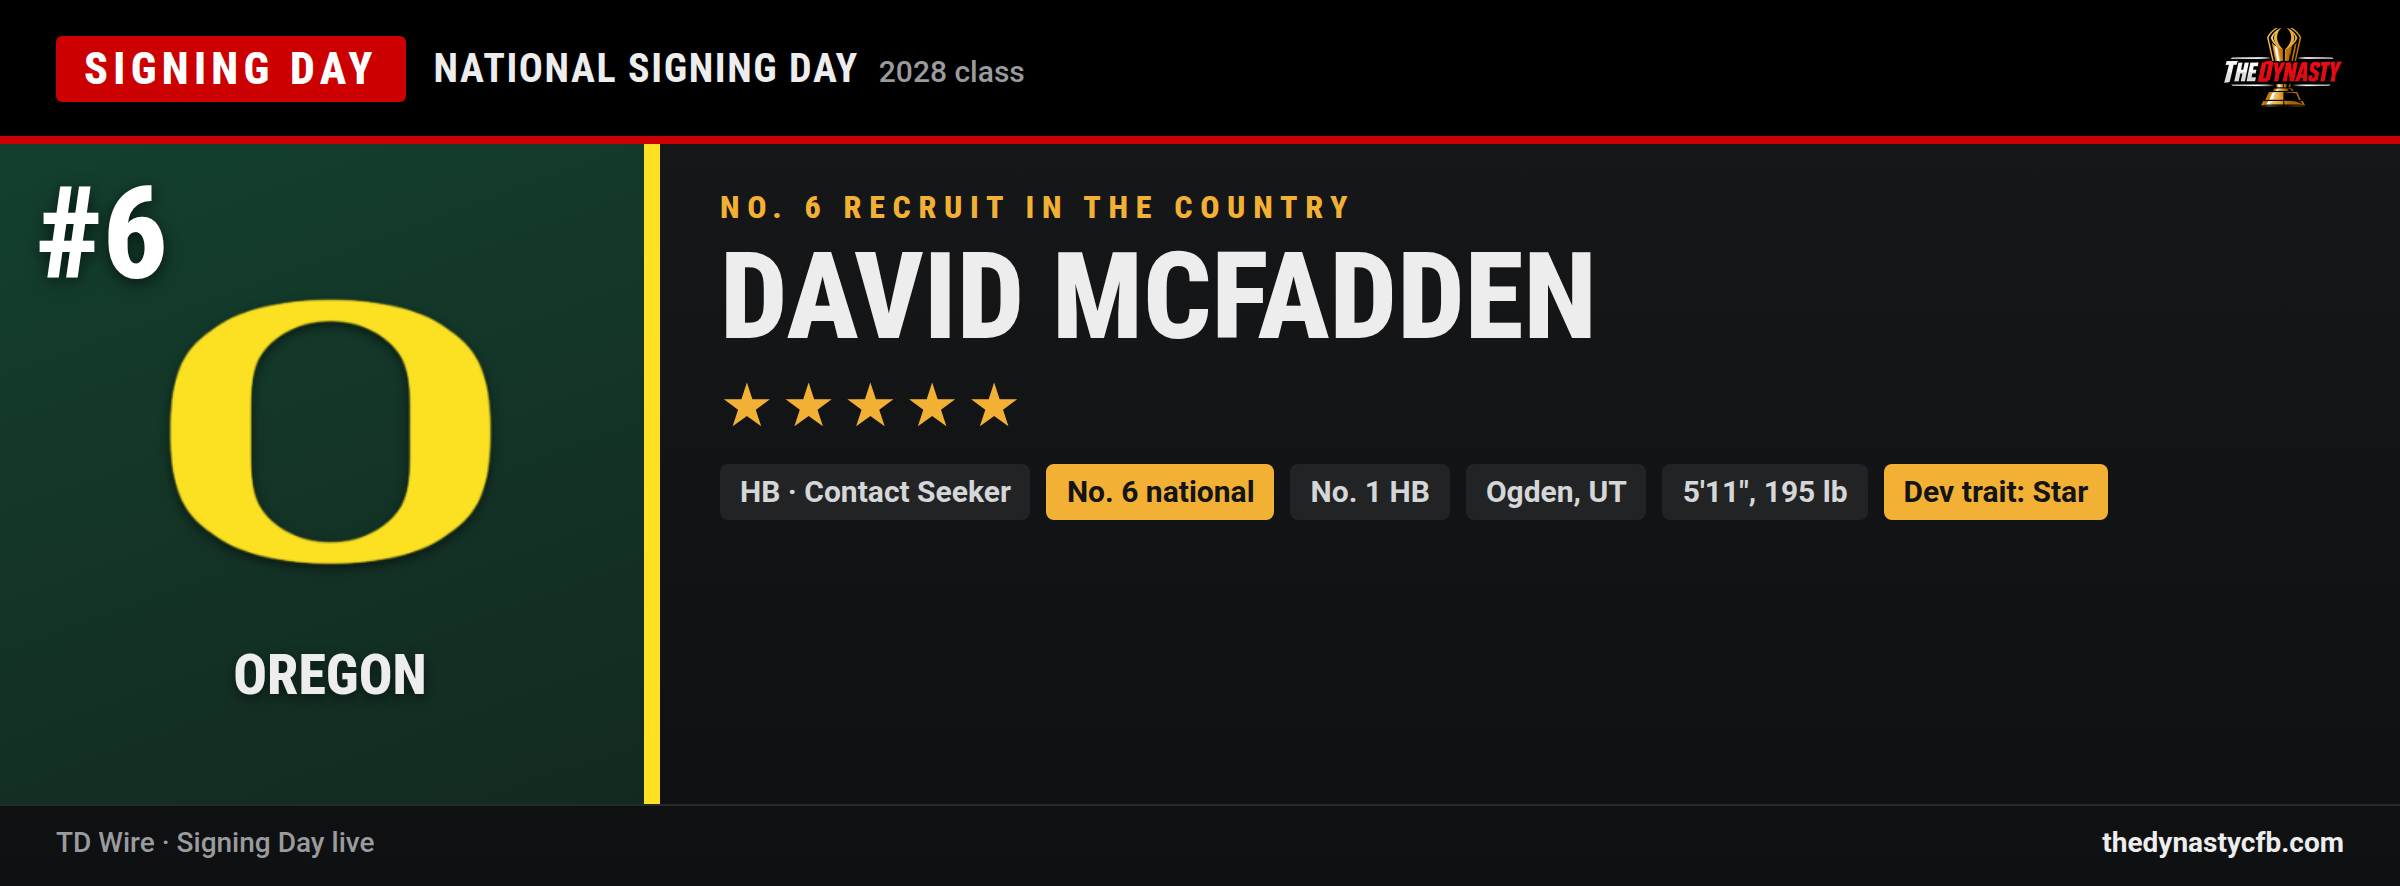 SIGNING DAY NATIONAL SIGNING DAY 2028 class
THE DYNASTY
#6
OREGON
NO. 6 RECRUIT IN THE COUNTRY
DAVID MCFADDEN
★★★★★
HB · Contact Seeker No. 6 national No. 1 HB Ogden, UT 5'11", 195 lb Dev trait: Star
TD Wire · Signing Day live thedynastycfb.com